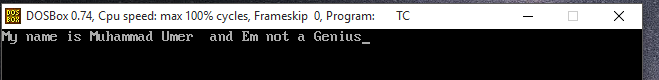 DOSBox 0.74, Cpu speed: max 100% cycles, Frameskip 0, Program: TC
My name is Muhammad Umer  and Em not a Genius_